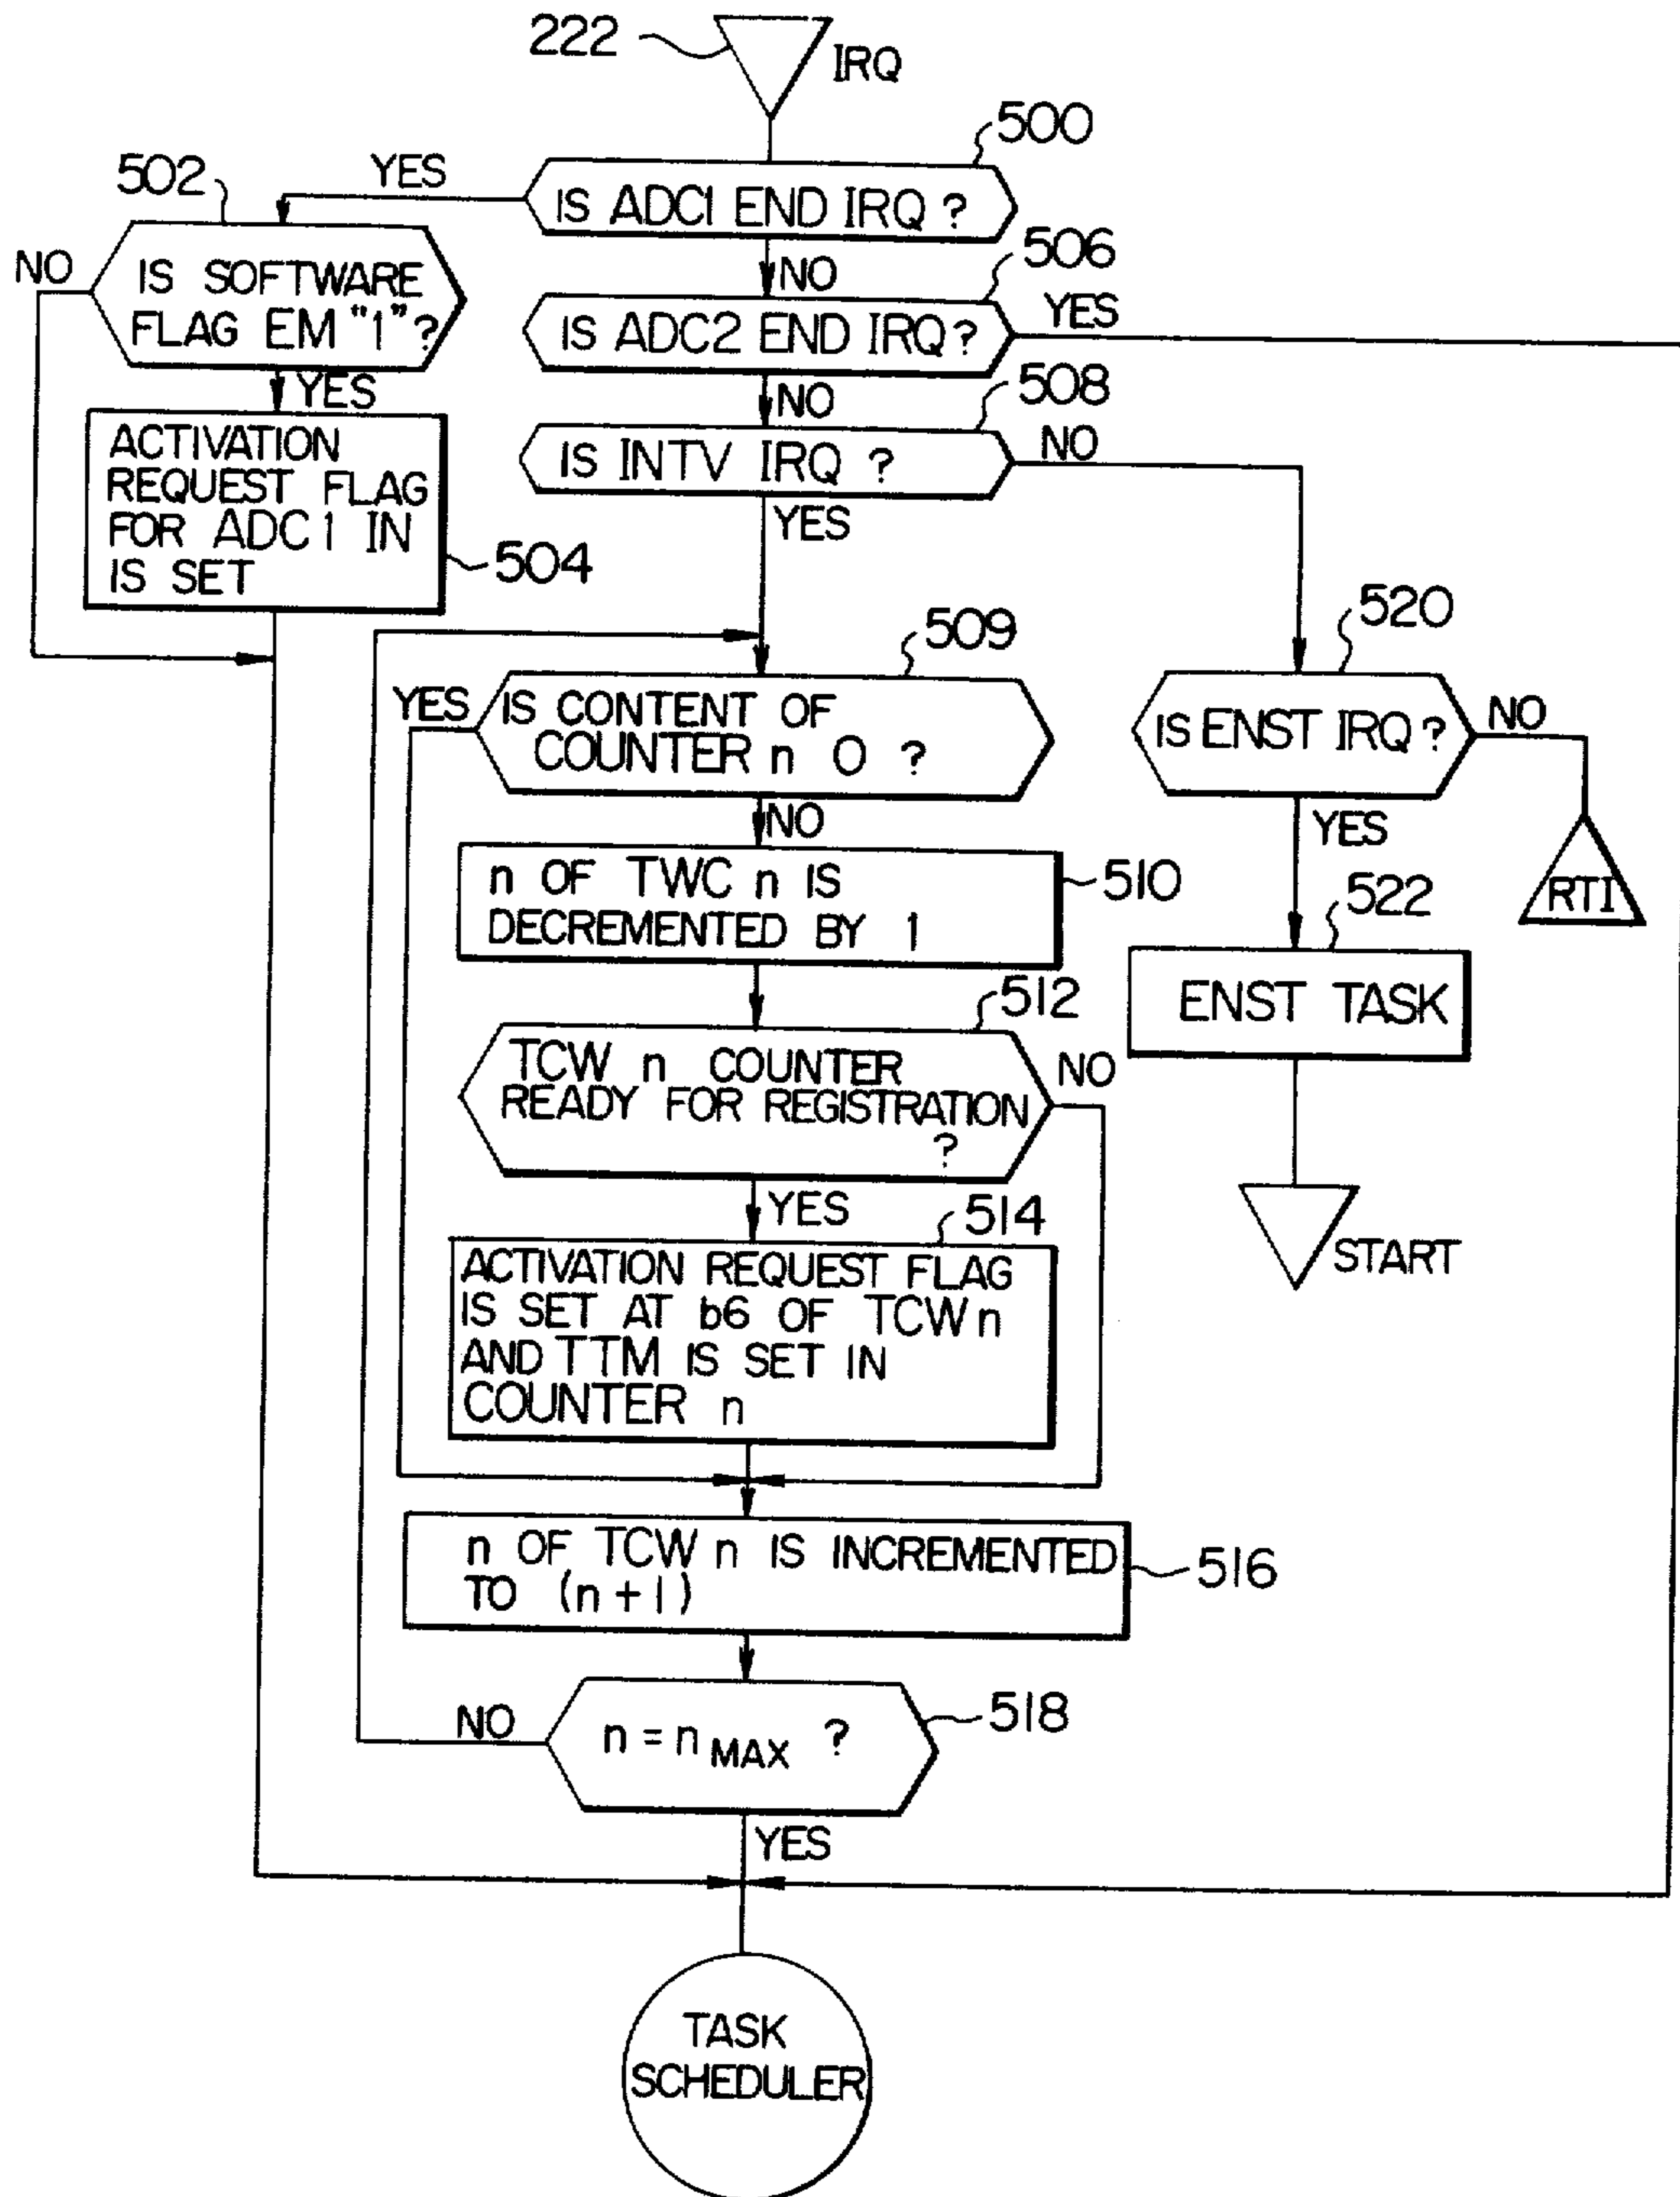 222
IRQ
500
IS ADC1 END IRQ ?
YES
502
NO
506
NO
IS SOFTWARE
FLAG EM "1" ?
IS ADC2 END IRQ?
YES
YES
NO
508
ACTIVATION
REQUEST FLAG
FOR ADC 1 IN
IS SET
504
IS INTV IRQ ?
NO
YES
509
520
YES
IS CONTENT OF
COUNTER n 0 ?
IS ENST IRQ ?
NO
NO
YES
RTI
n OF TWC n IS
DECREMENTED BY 1
510
522
ENST TASK
512
TCW n COUNTER
READY FOR REGISTRATION
?
NO
YES
514
START
ACTIVATION REQUEST FLAG
IS SET AT b6 OF TCW n
AND TTM IS SET IN
COUNTER n
n OF TCW n IS INCREMENTED
TO (n+1)
516
NO
n = n MAX ?
518
YES
TASK
SCHEDULER